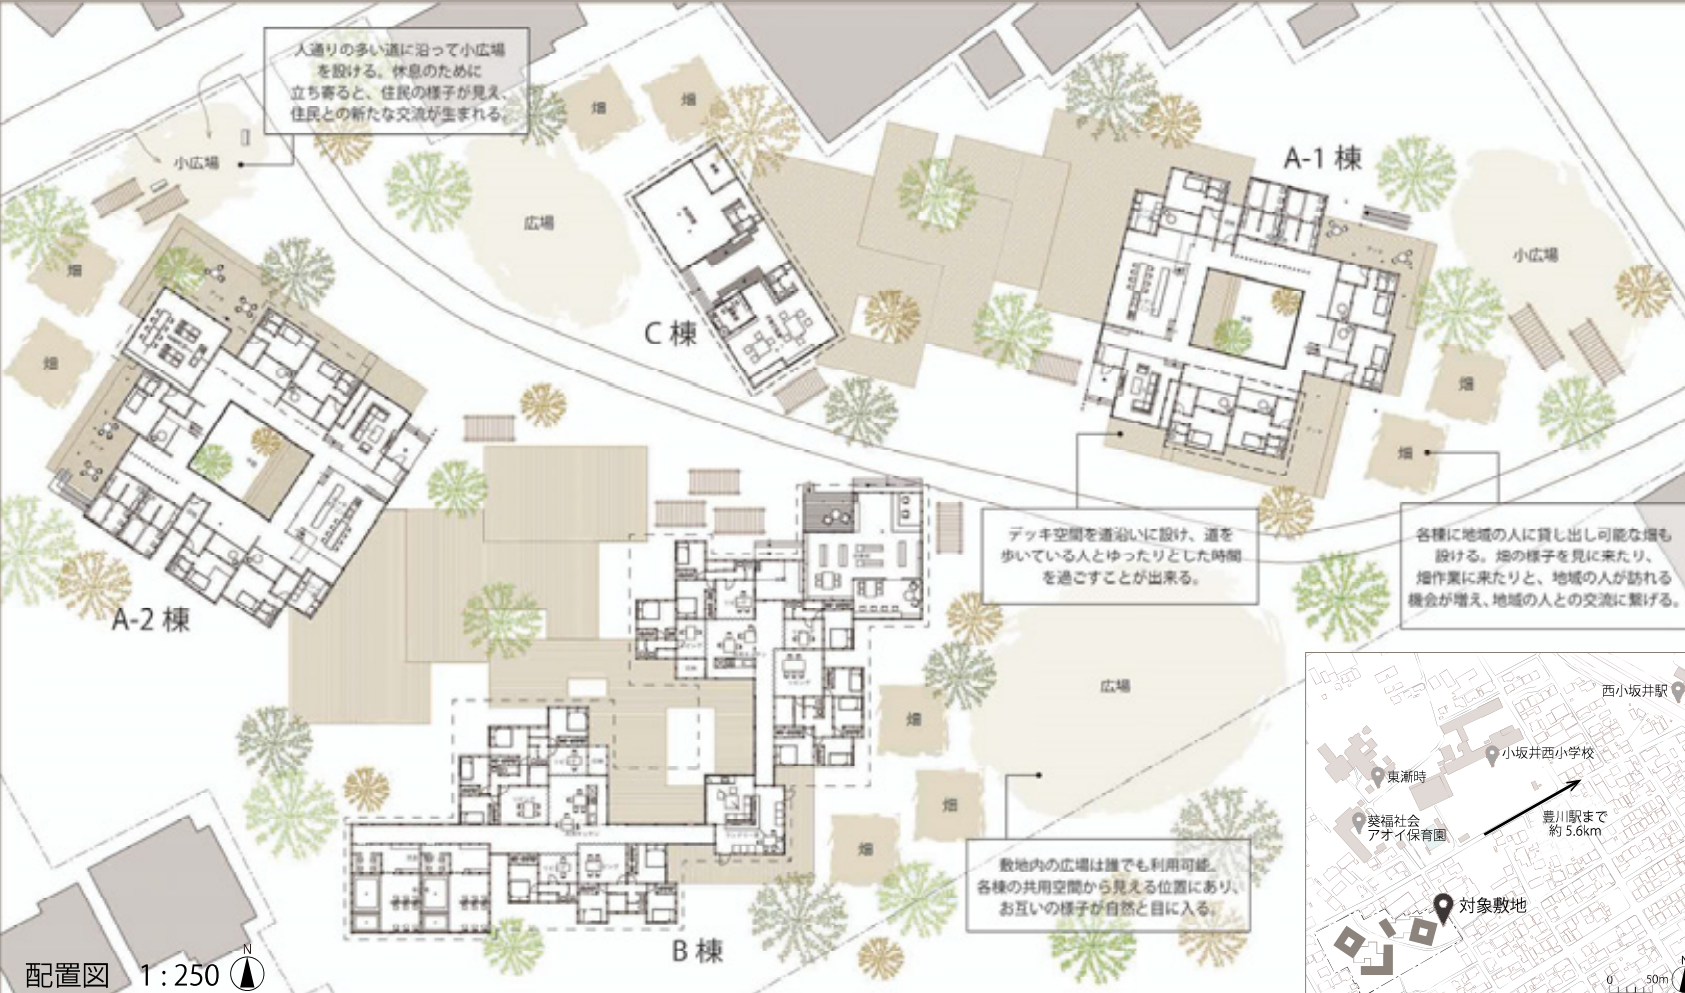 人通りの多い道に沿って小広場
を設ける。休息のために
立ち寄ると、住民の様子が見え、
住民との新たな交流が生まれる。
小広場
畑
畑
広場
A-1 棟
小広場
畑
畑
C 棟
畑
畑
A-2 棟
デッキ空間を道沿いに設け、道を
歩いている人とゆったりとした時間
を過ごすことが出来る。
各棟に地域の人に貸し出し可能な畑も
設ける。畑の様子を見に来たり、
畑作業に来たりと、地域の人が訪れる
機会が増え、地域の人との交流に繋げる。
広場
畑
畑
畑
敷地内の広場は誰でも利用可能。
各棟の共用空間から見える位置にあり、
お互いの様子が自然と目に入る。
B 棟
西小坂井駅
小坂井西小学校
東漸時
葵福社会
アオイ保育園
豊川駅まで
約 5.6km
対象敷地
0 50m
N
配置図 1 : 250
N